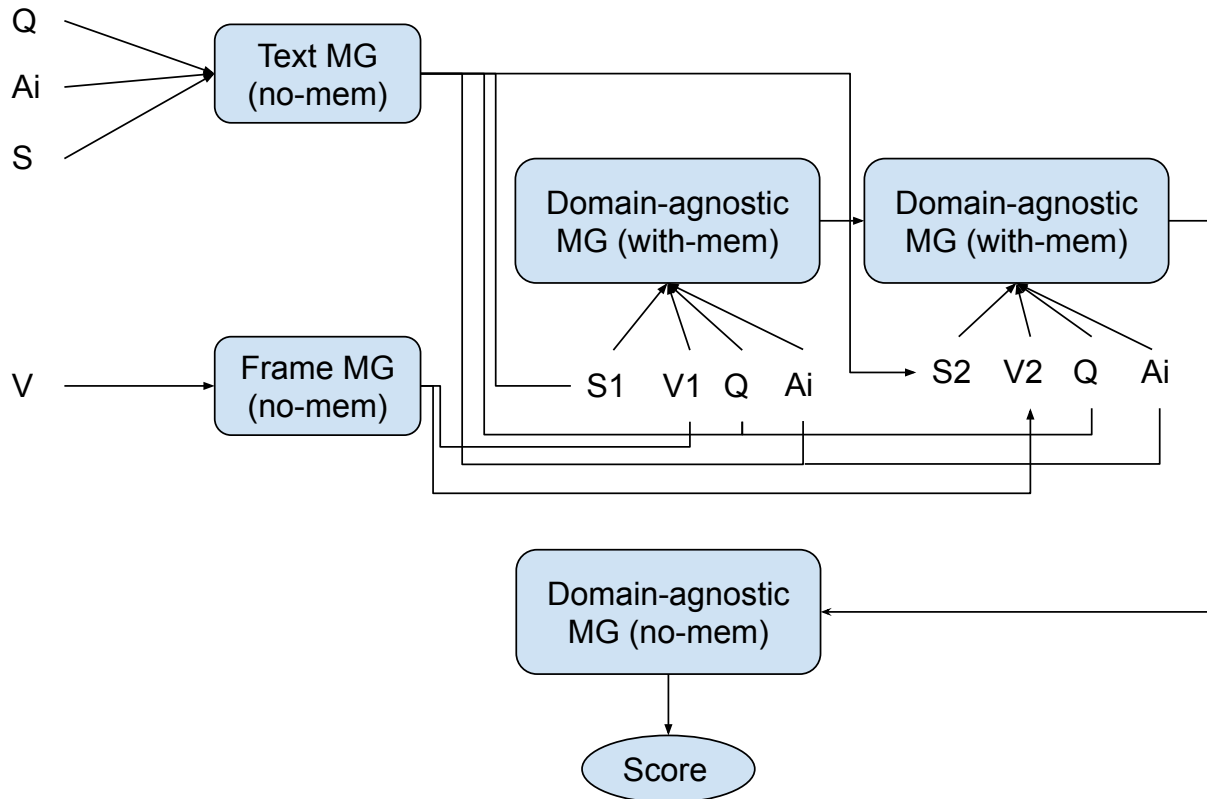 Q
Ai
S
Text MG
(no-mem)
Domain-agnostic
MG (with-mem)
Domain-agnostic
MG (with-mem)
V
Frame MG
(no-mem)
S1 V1 Q Ai
S2 V2 Q Ai
Domain-agnostic
MG (no-mem)
Score